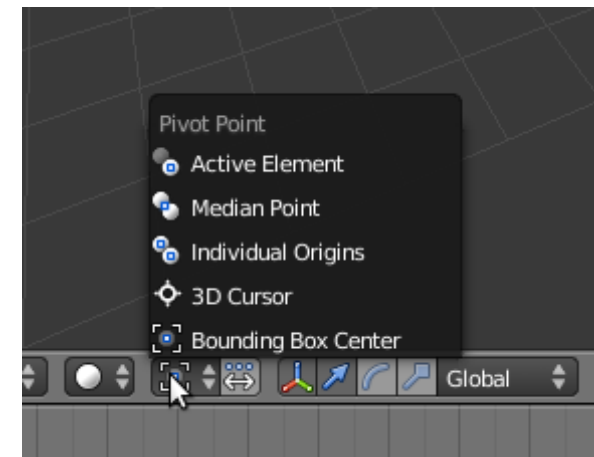 Pivot Point
Active Element
Median Point
Individual Origins
3D Cursor
Bounding Box Center
Global